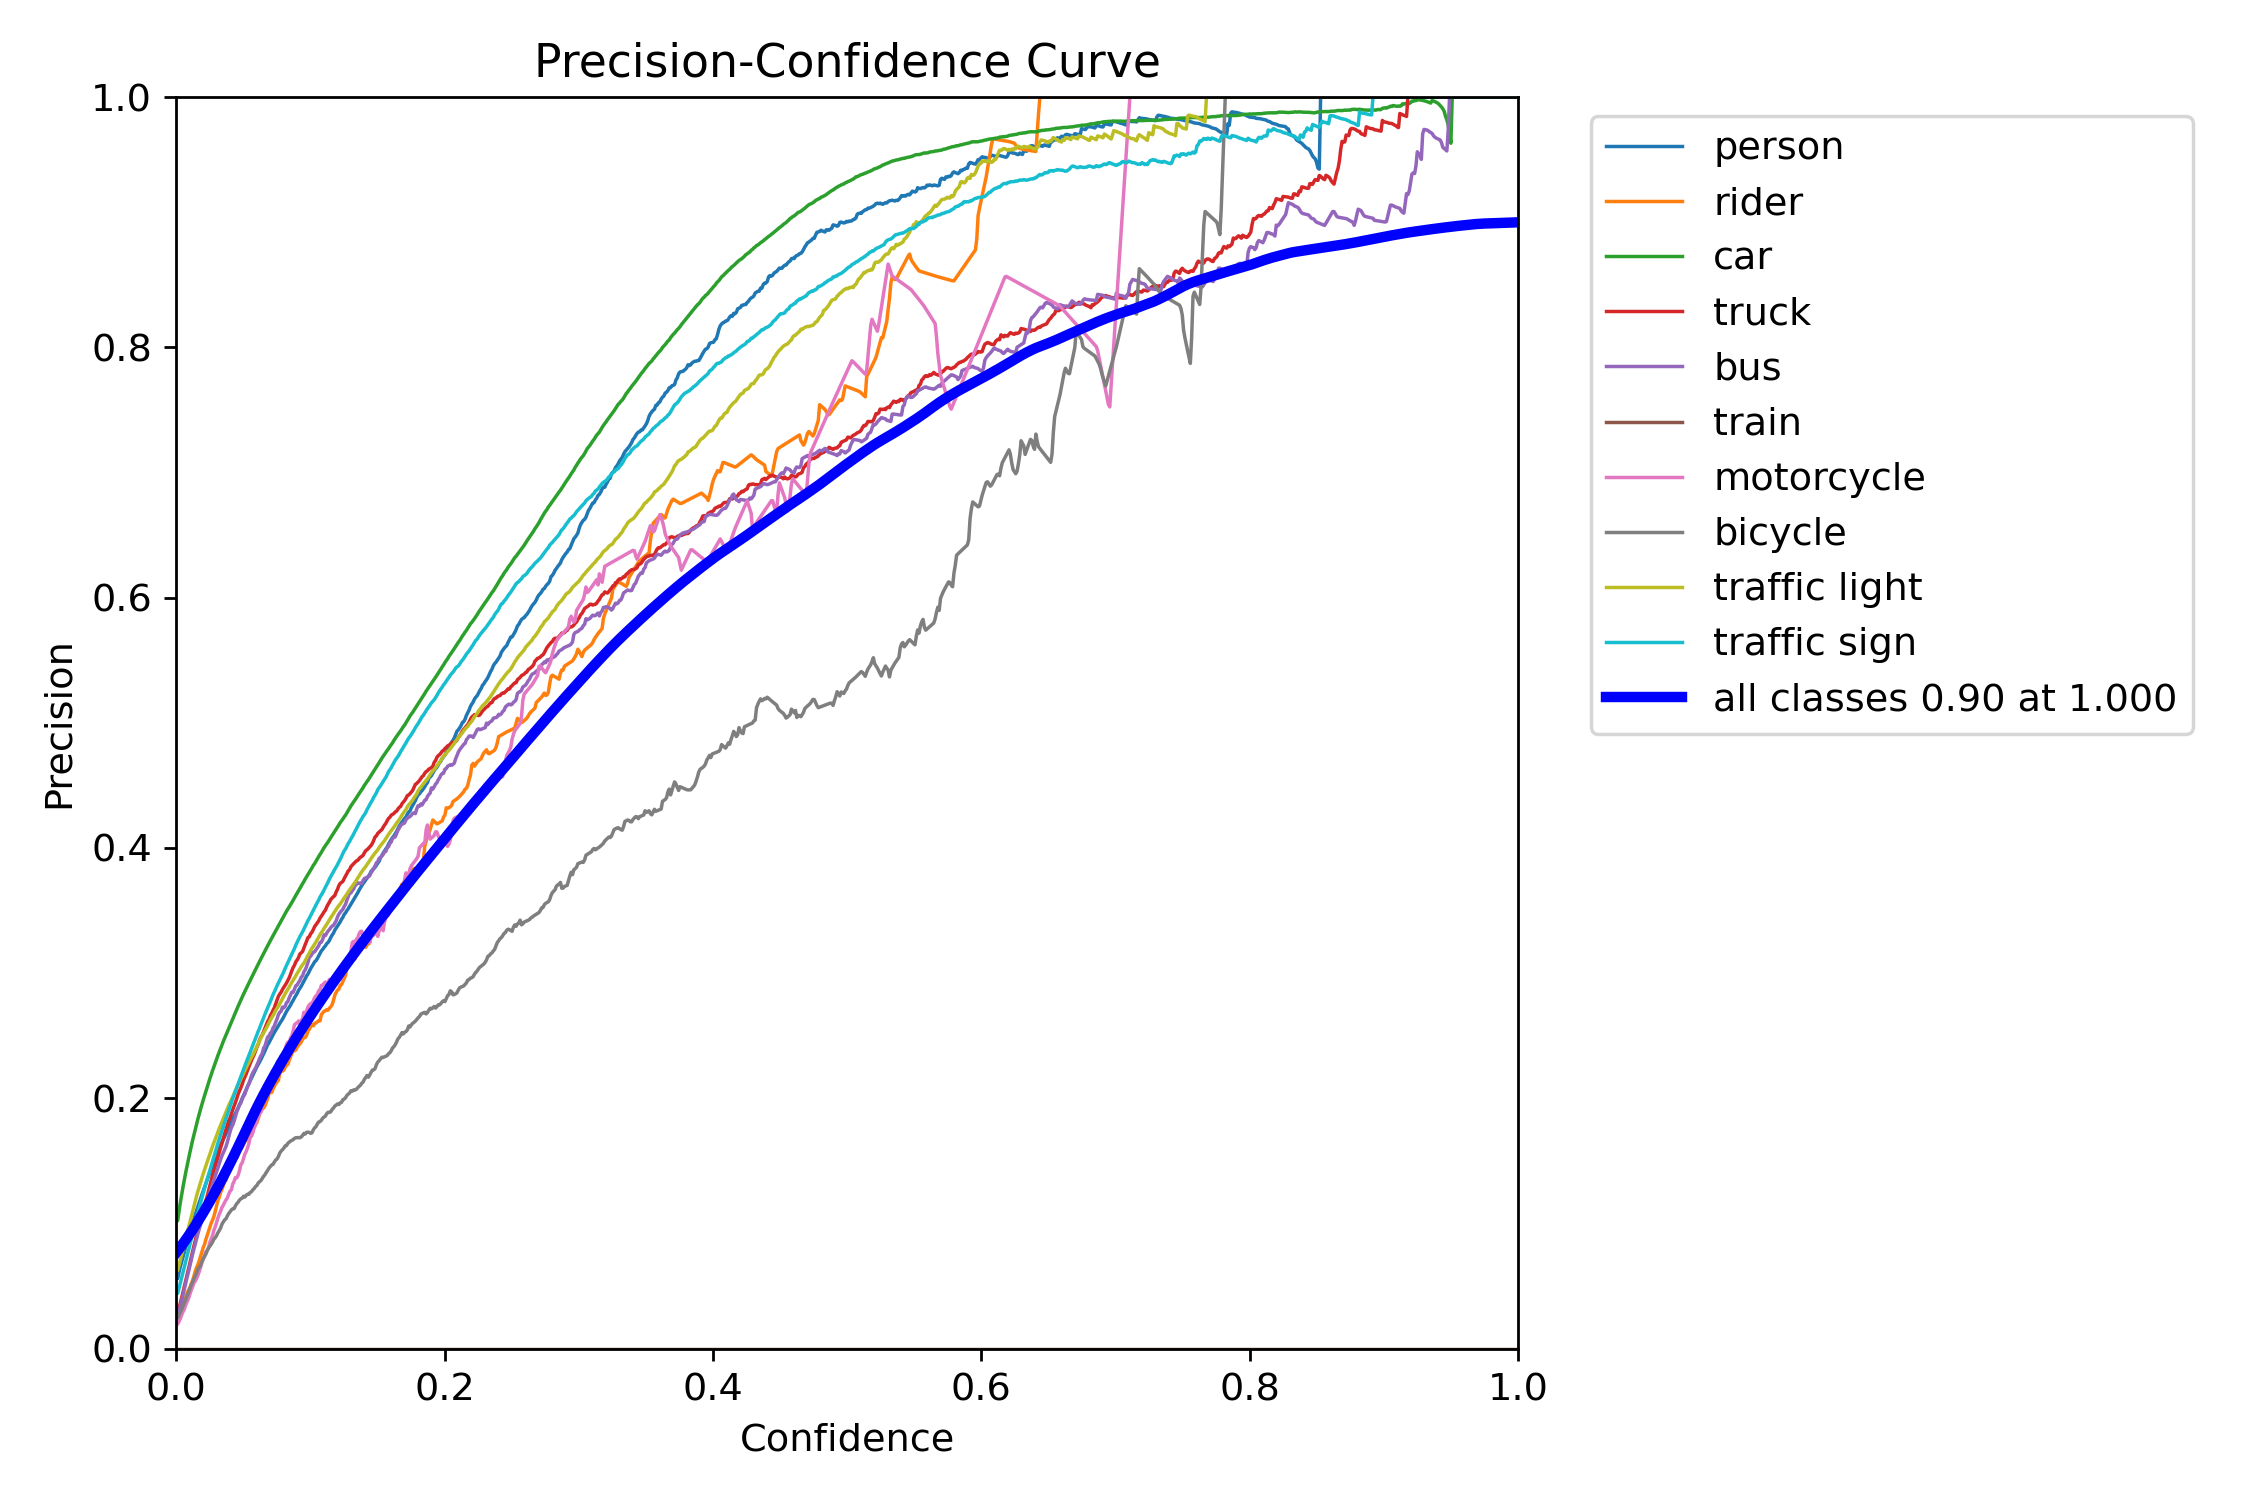 Precision-Confidence Curve
1.0
0.8
0.6
0.4
0.2
0.0
Precision
0.0 0.2 0.4 0.6 0.8 1.0
Confidence
person
rider
car
truck
bus
train
motorcycle
bicycle
traffic light
traffic sign
all classes 0.90 at 1.000